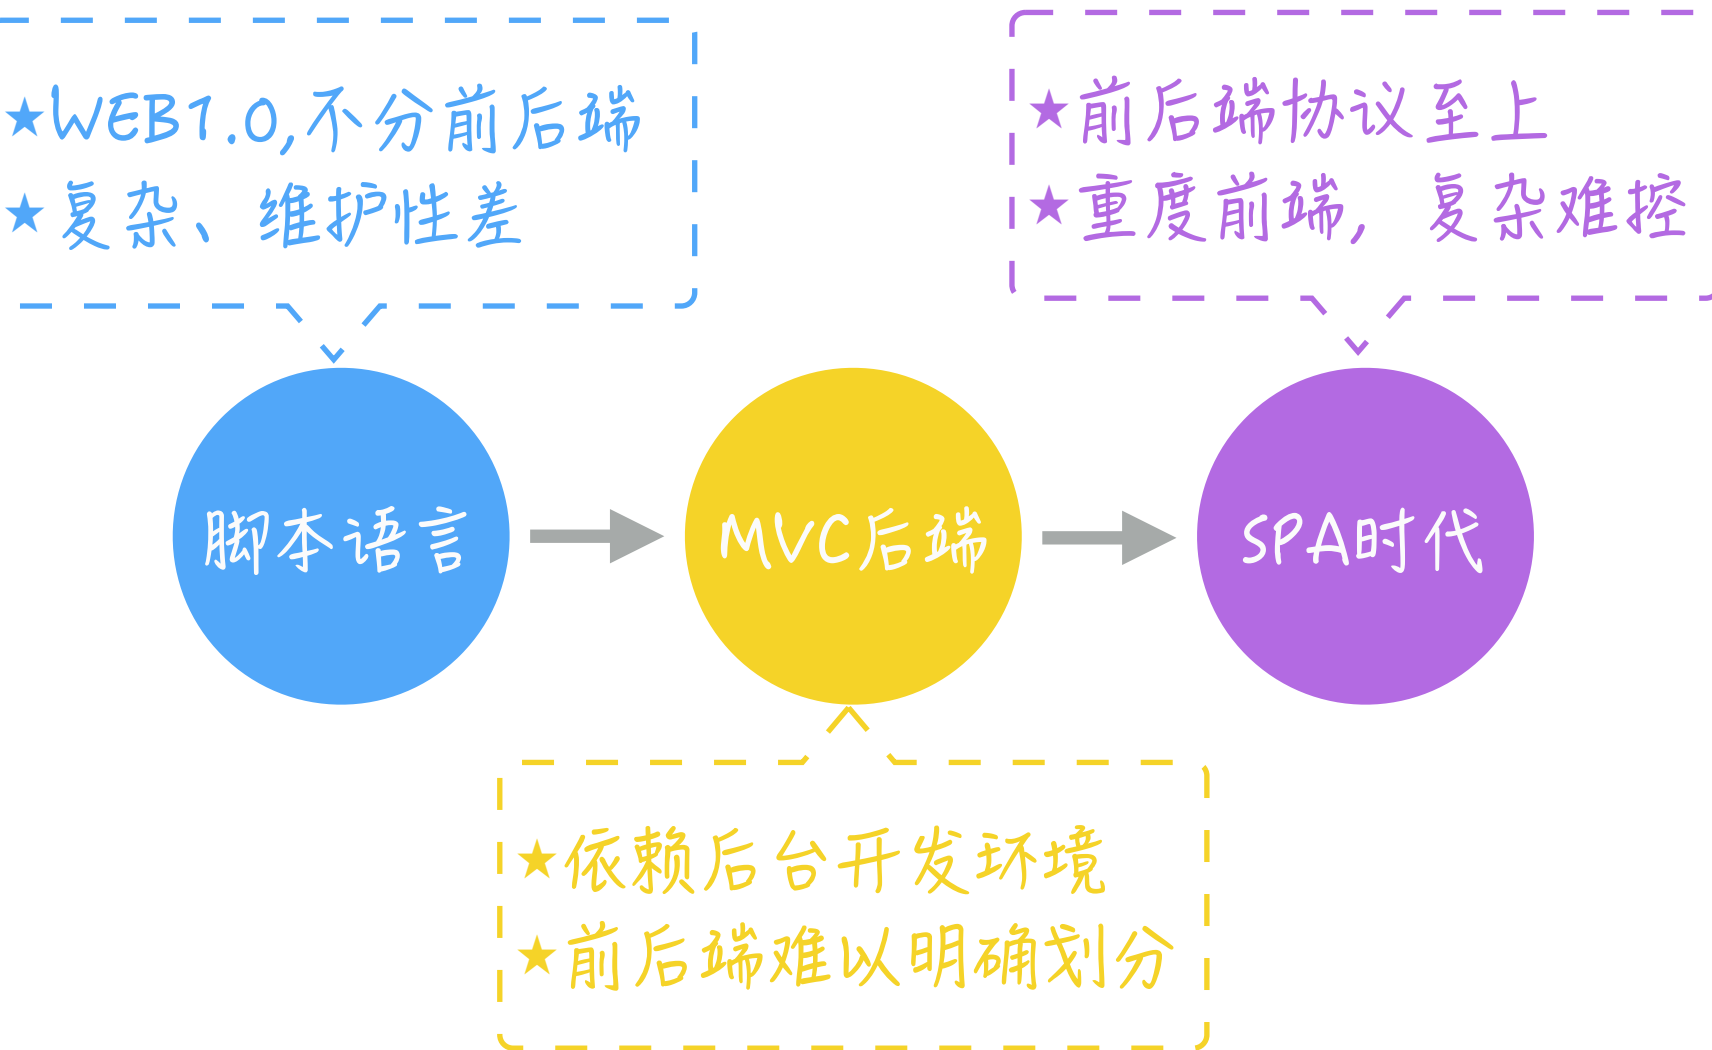 ★WEB1.0,不分前后端
★复杂、维护性差
★前后端协议至上
★重度前端，复杂难控
脚本语言
MVC后端
SPA时代
★依赖后台开发环境
★前后端难以明确划分